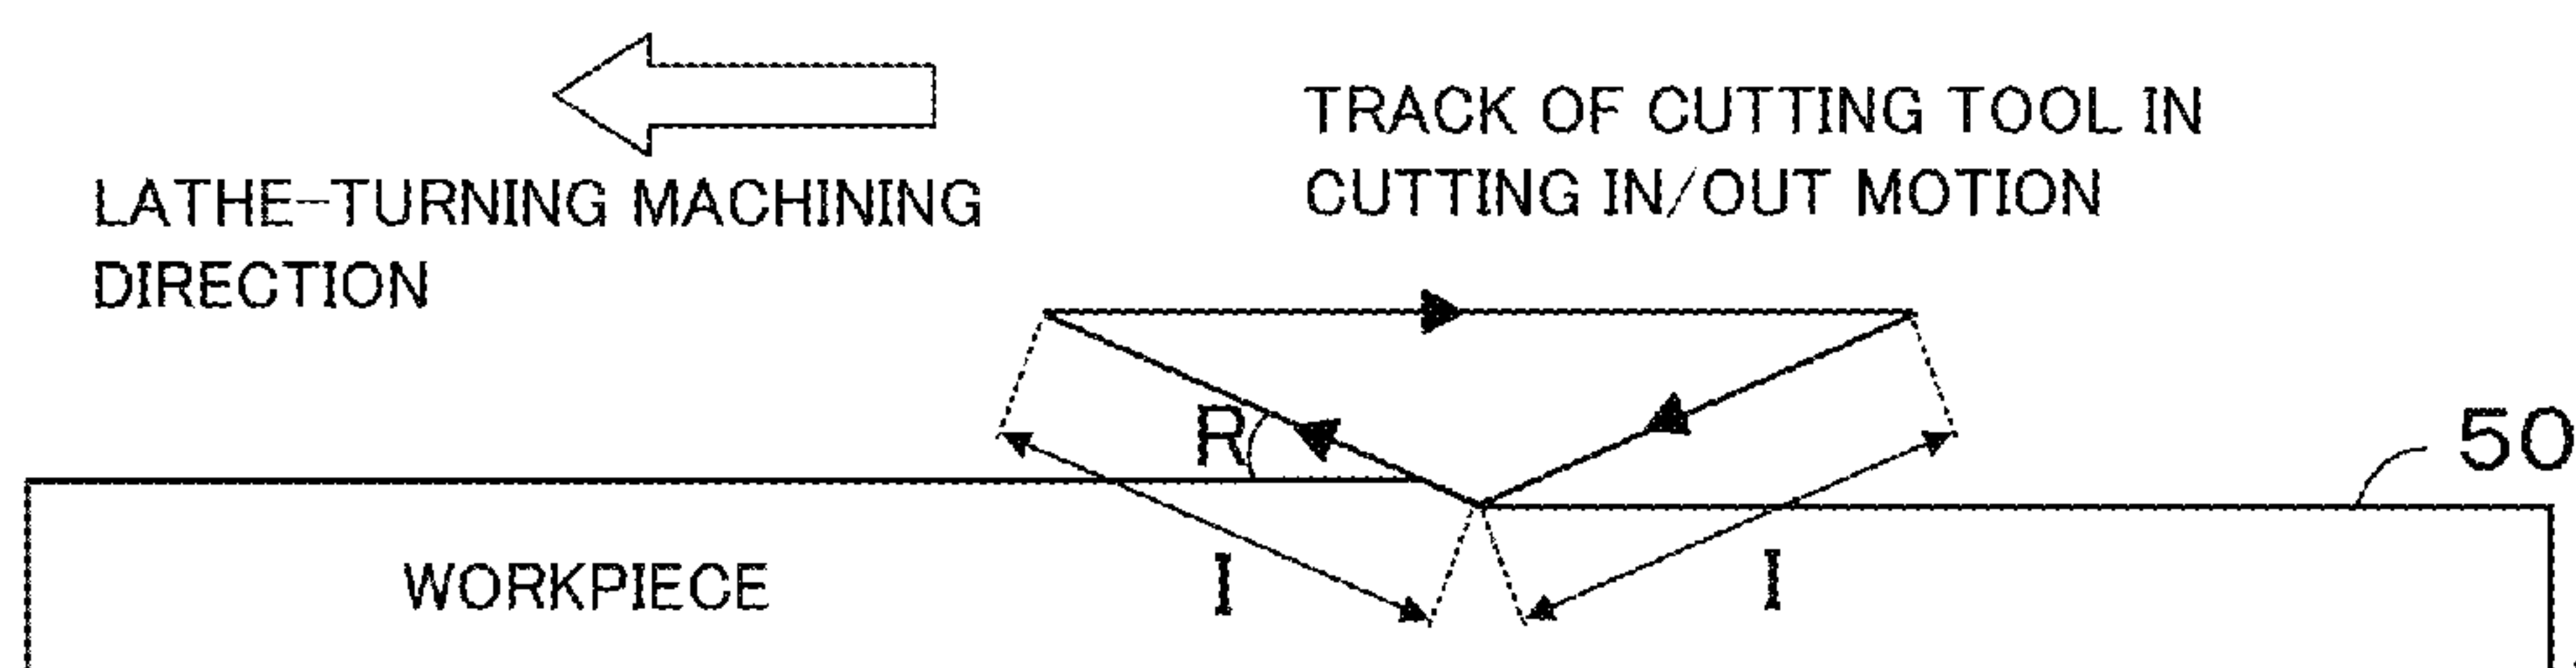 TRACK OF CUTTING TOOL IN
CUTTING IN/OUT MOTION
LATHE-TURNING MACHINING
DIRECTION
R
50
WORKPIECE
I
I